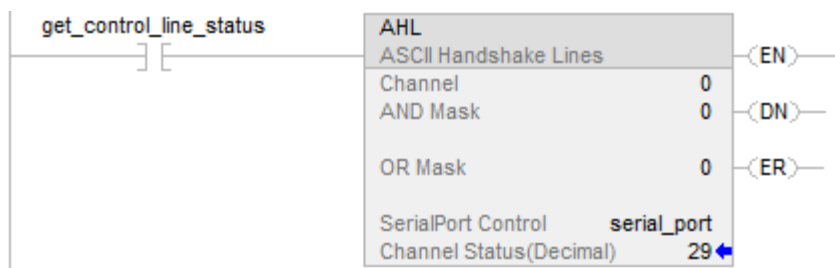 get_control_line_status
AHL
ASCII Handshake Lines
EN
Channel 0
AND Mask 0
DN
OR Mask 0
ER
SerialPort Control serial_port
Channel Status(Decimal) 29